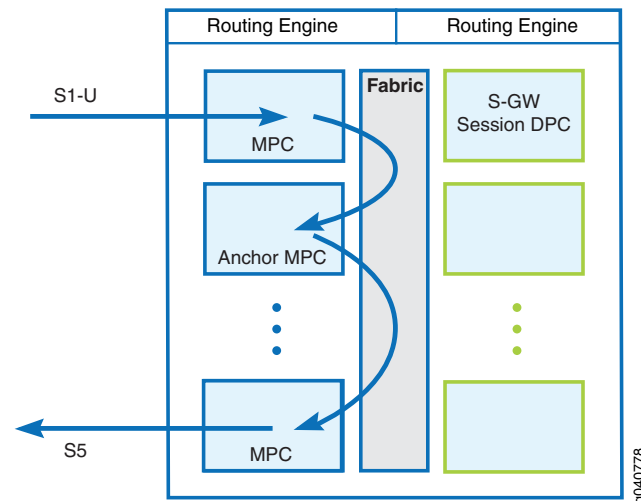 Routing Engine
Routing Engine
S1-U
MPC
Fabric
S-GW
Session DPC
Anchor MPC
S5
MPC
g040778